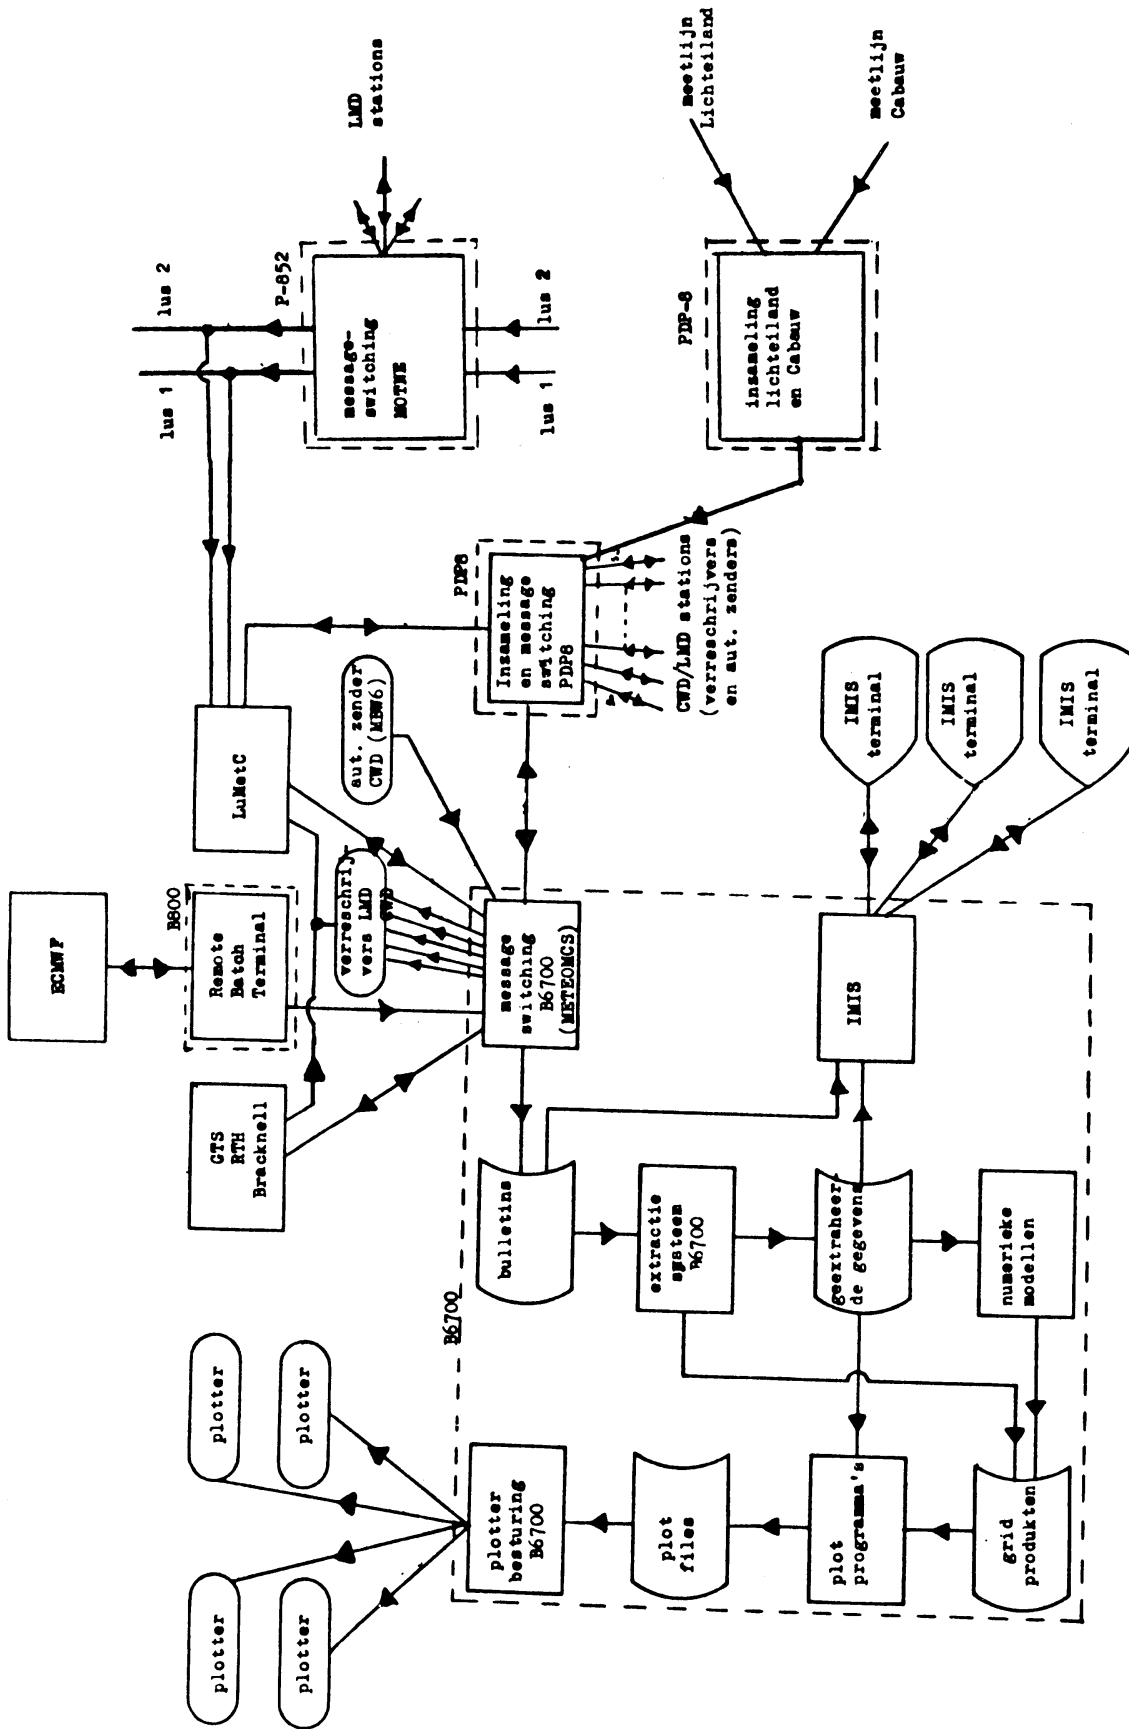 ECMWF
B800
Remote
Batch
Terminal
GTS
RTH
Bracknell
LuMetC
lus 1
lus 2
P-852
message-
switching
MOTNE
lus 1
lus 2
LMD
stations
plotter
plotter
plotter
plotter
verreschrij-
vers LMD
CWD
aut. zender
CWD (MBW6)
PDP8
Insameling
en message
switching
PDP8
CWD/LMD stations
(verreschrijvers
en aut. zenders)
PDP-8
inzameling
lichteiland
en Cabauw
meetlijn
Lichteiland
meetlijn
Cabauw
B6700
plotter
besturing
B6700
bulletins
message
switching
B6700
(METEOMCS)
plot
files
extractie
systeem
B6700
plot
programma's
geextraheer-
de gegevens
IMIS
IMIS
terminal
IMIS
terminal
IMIS
terminal
grid
produkten
numerieke
modellen